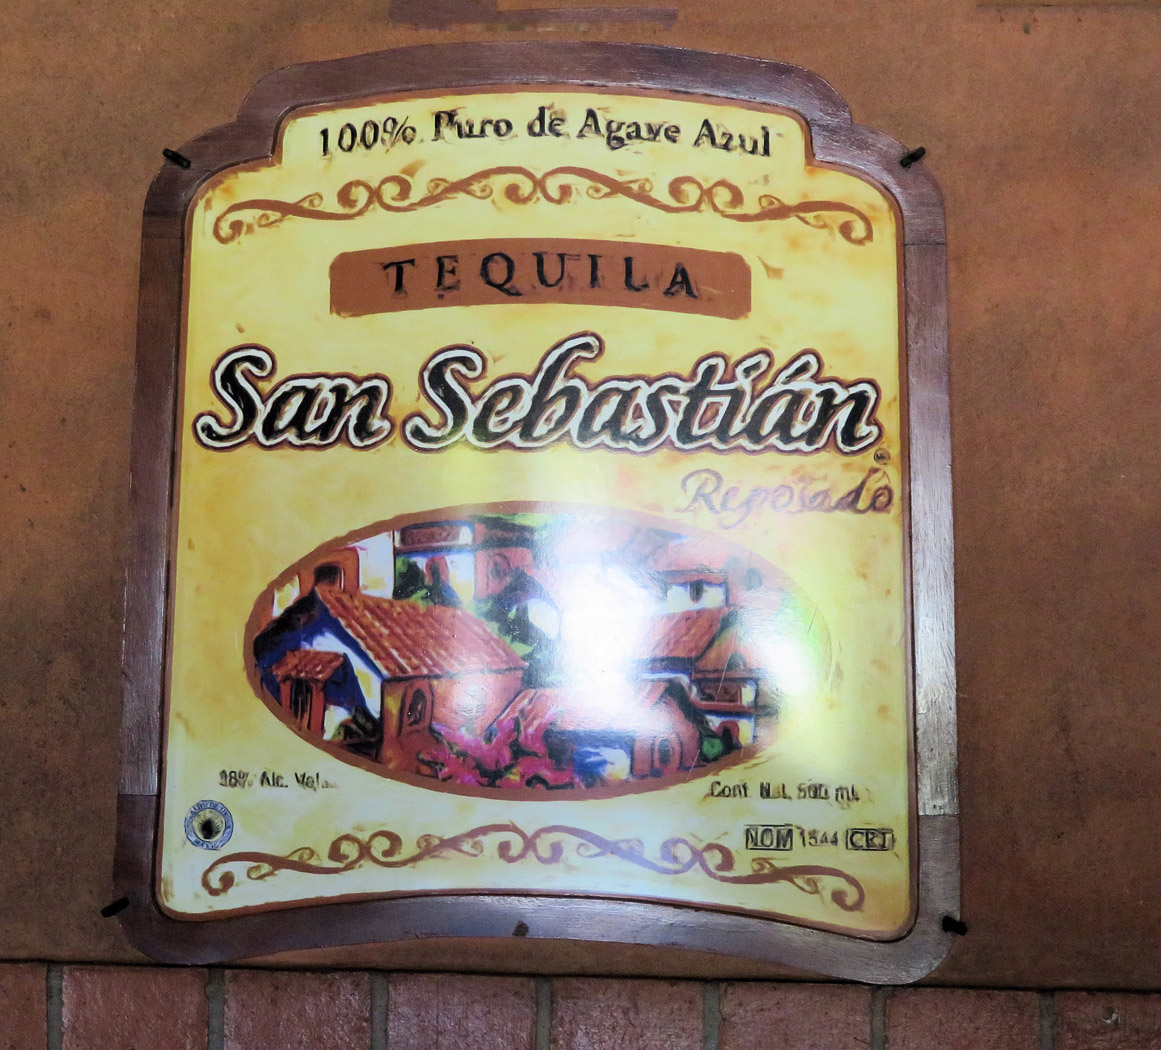 100% Puro de Agave Azul
TEQUILA
San Sebastián
Reposado
38% Alc. Vol.
Cont. Net. 500 ml
NOM 1544 CRT